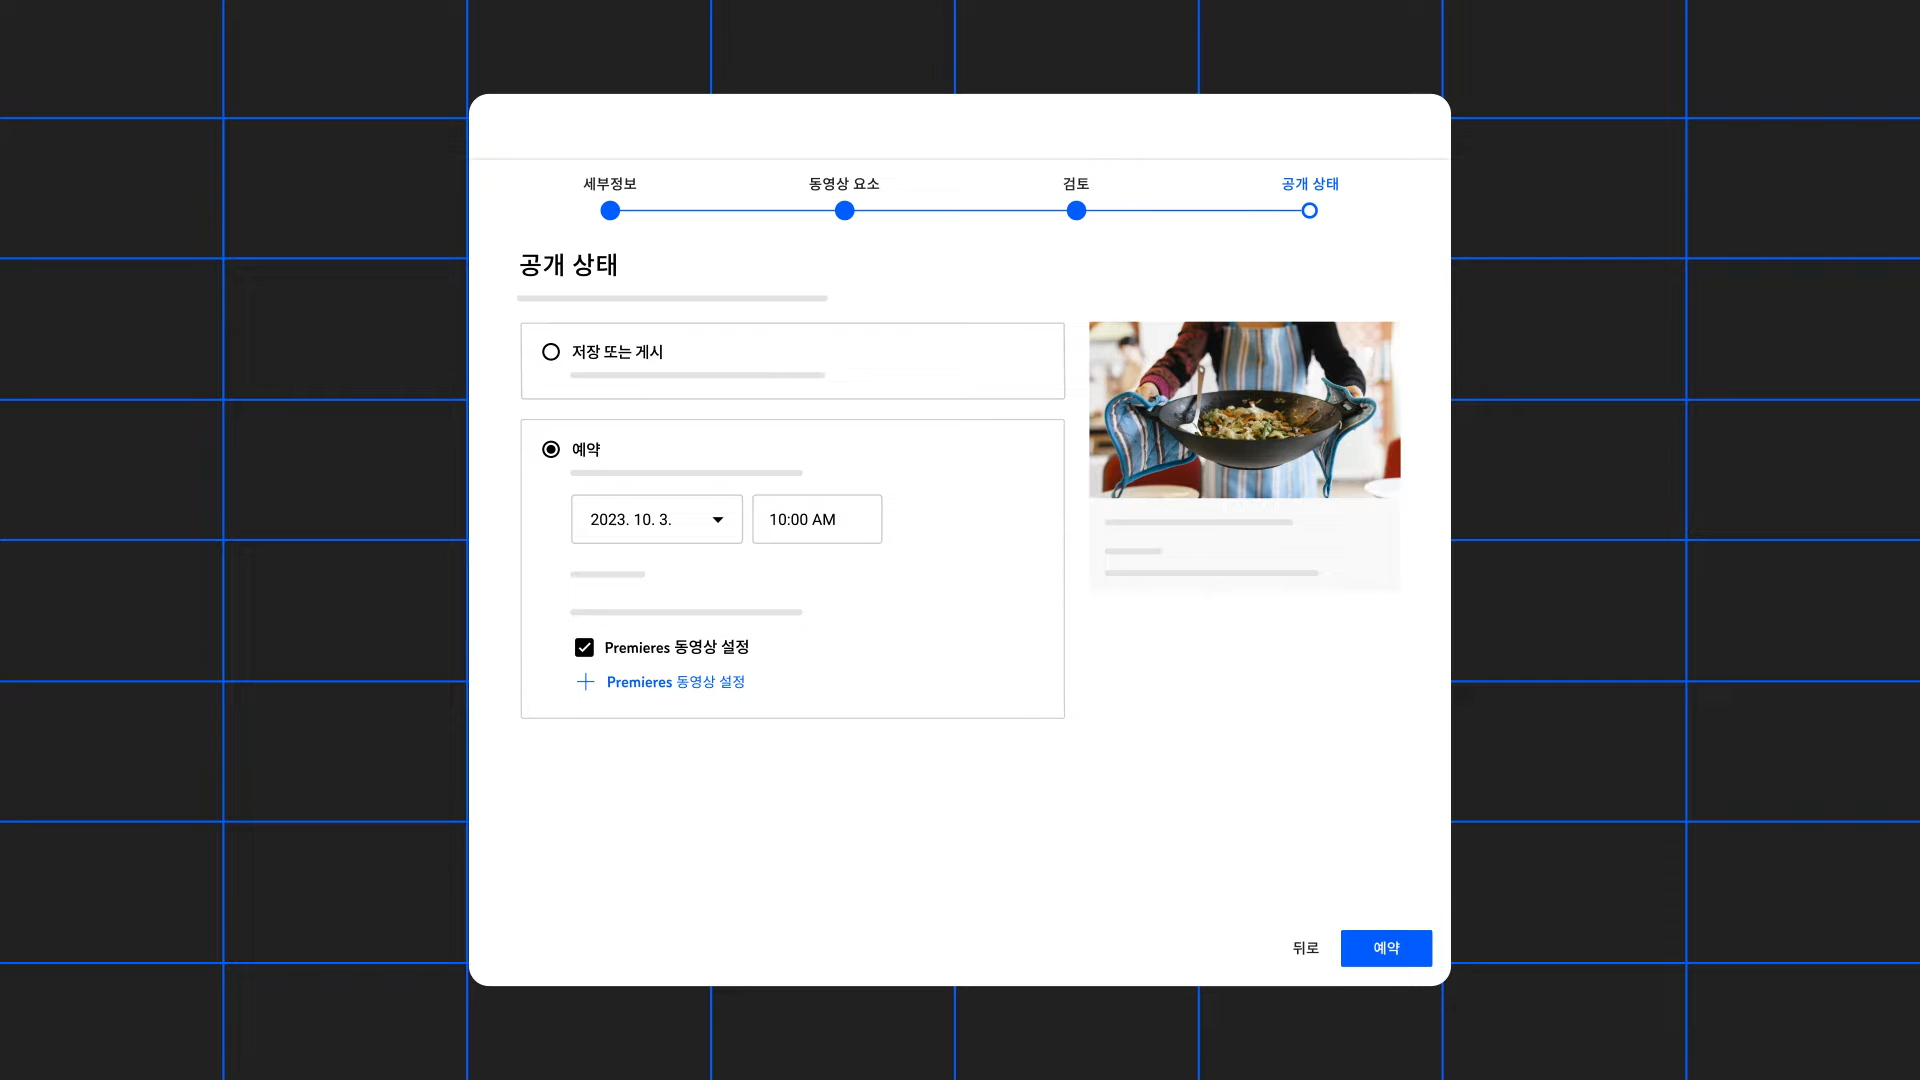 세부정보
동영상 요소
검토
공개 상태
공개 상태
저장 또는 게시
예약
2023. 10. 3.
10:00 AM
Premieres 동영상 설정
Premieres 동영상 설정
뒤로
예약